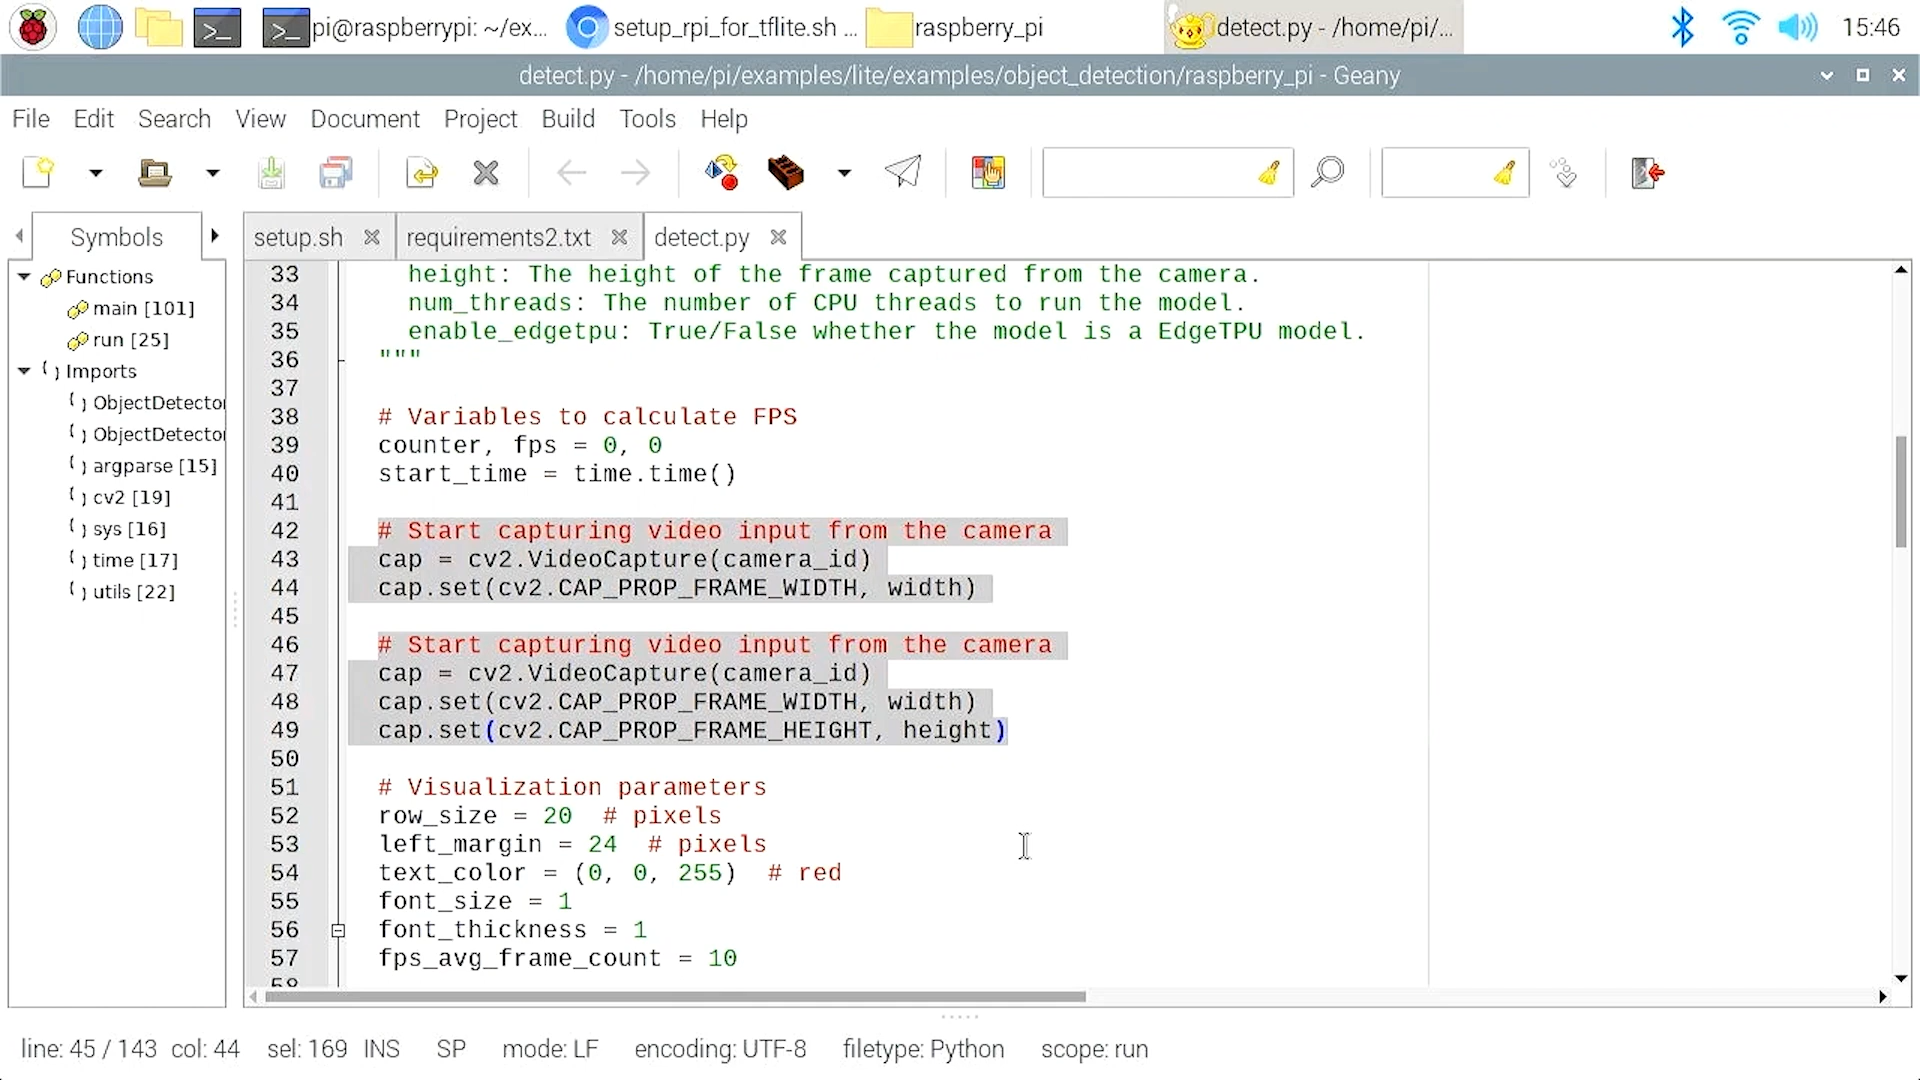 pi@raspberrypi: ~/ex...
setup_rpi_for_tflite.sh ...
raspberry_pi
detect.py - /home/pi/...
15:46
detect.py - /home/pi/examples/lite/examples/object_detection/raspberry_pi - Geany
File Edit Search View Document Project Build Tools Help
Symbols
setup.sh
requirements2.txt
detect.py
Functions
main [101]
run [25]
Imports
ObjectDetecto
ObjectDetecto
argparse [15]
cv2 [19]
sys [16]
time [17]
utils [22]
33 height: The height of the frame captured from the camera.
34 num_threads: The number of CPU threads to run the model.
35 enable_edgetpu: True/False whether the model is a EdgeTPU model.
36 """
37
38 # Variables to calculate FPS
39 counter, fps = 0, 0
40 start_time = time.time()
41
42 # Start capturing video input from the camera
43 cap = cv2.VideoCapture(camera_id)
44 cap.set(cv2.CAP_PROP_FRAME_WIDTH, width)
45
46 # Start capturing video input from the camera
47 cap = cv2.VideoCapture(camera_id)
48 cap.set(cv2.CAP_PROP_FRAME_WIDTH, width)
49 cap.set(cv2.CAP_PROP_FRAME_HEIGHT, height)
50
51 # Visualization parameters
52 row_size = 20 # pixels
53 left_margin = 24 # pixels
54 text_color = (0, 0, 255) # red
55 font_size = 1
56 font_thickness = 1
57 fps_avg_frame_count = 10
58
line: 45 / 143 col: 44 sel: 169 INS SP mode: LF encoding: UTF-8 filetype: Python scope: run